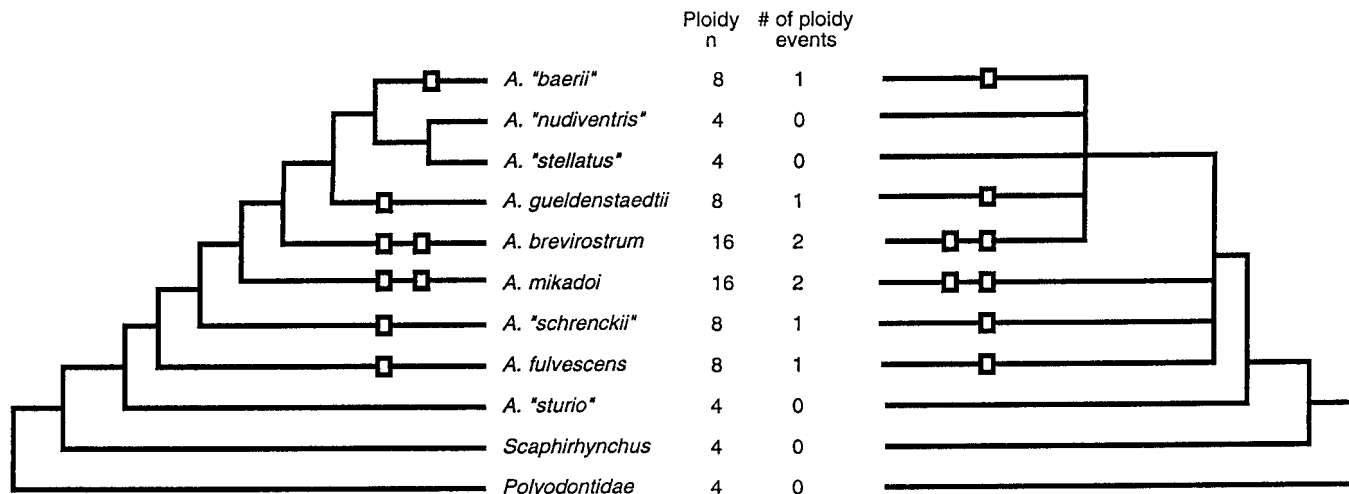 Ploidy # of ploidy
n events
A. "baerii" 8 1
A. "nudiventris" 4 0
A. "stellatus" 4 0
A. gueldenstaedtii 8 1
A. brevirostrum 16 2
A. mikadoi 16 2
A. "schrenckii" 8 1
A. fulvescens 8 1
A. "sturio" 4 0
Scaphirhynchus 4 0
Polyodontidae 4 0